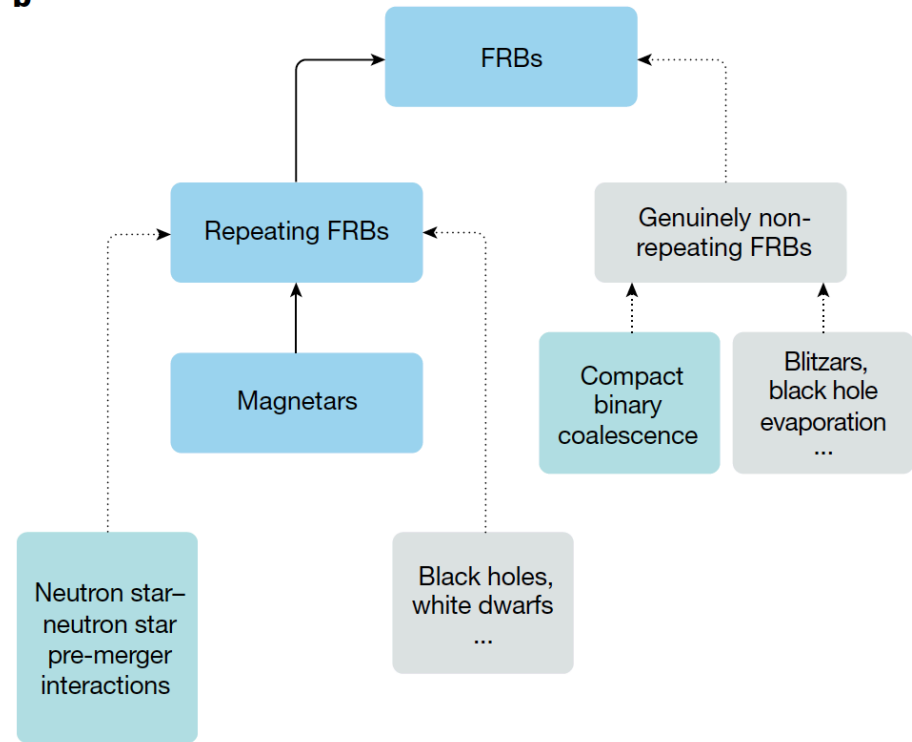 b
FRBs
Repeating FRBs
Genuinely non-
repeating FRBs
Magnetars
Compact
binary
coalescence
Blitzars,
black hole
evaporation
...
Neutron star–
neutron star
pre-merger
interactions
Black holes,
white dwarfs
...